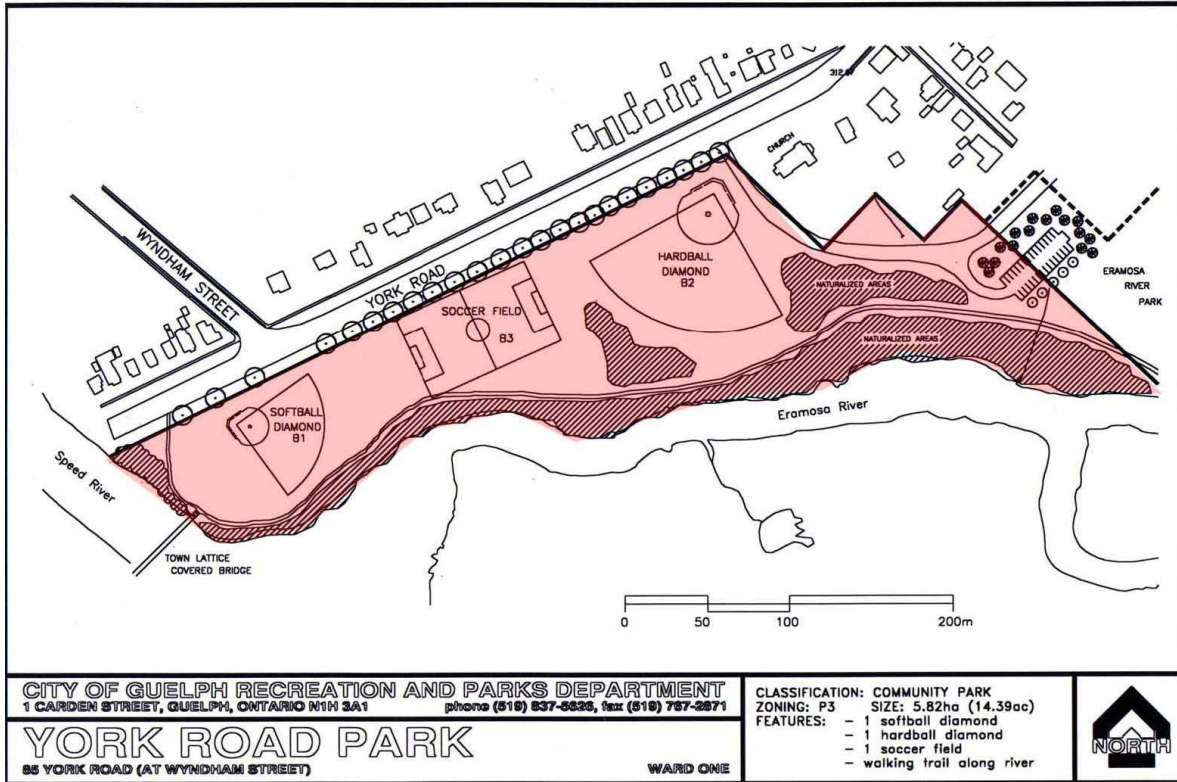 312.97
CHURCH
WYNDHAM STREET
YORK ROAD
HARDBALL
DIAMOND
B2
SOCCER FIELD
B3
NATURALIZED AREAS
ERAMOSA
RIVER
PARK
NATURALIZED AREAS
SOFTBALL
DIAMOND
B1
Eramosa River
Speed River
TOWN LATTICE
COVERED BRIDGE
0 50 100 200m
CITY OF GUELPH RECREATION AND PARKS DEPARTMENT
1 CARDEN STREET, GUELPH, ONTARIO N1H 3A1 phone (519) 837-5626, fax (519) 767-2671
YORK ROAD PARK
85 YORK ROAD (AT WYNDHAM STREET) WARD ONE
CLASSIFICATION: COMMUNITY PARK
ZONING: P3 SIZE: 5.82ha (14.39ac)
FEATURES: - 1 softball diamond
- 1 hardball diamond
- 1 soccer field
- walking trail along river
NORTH